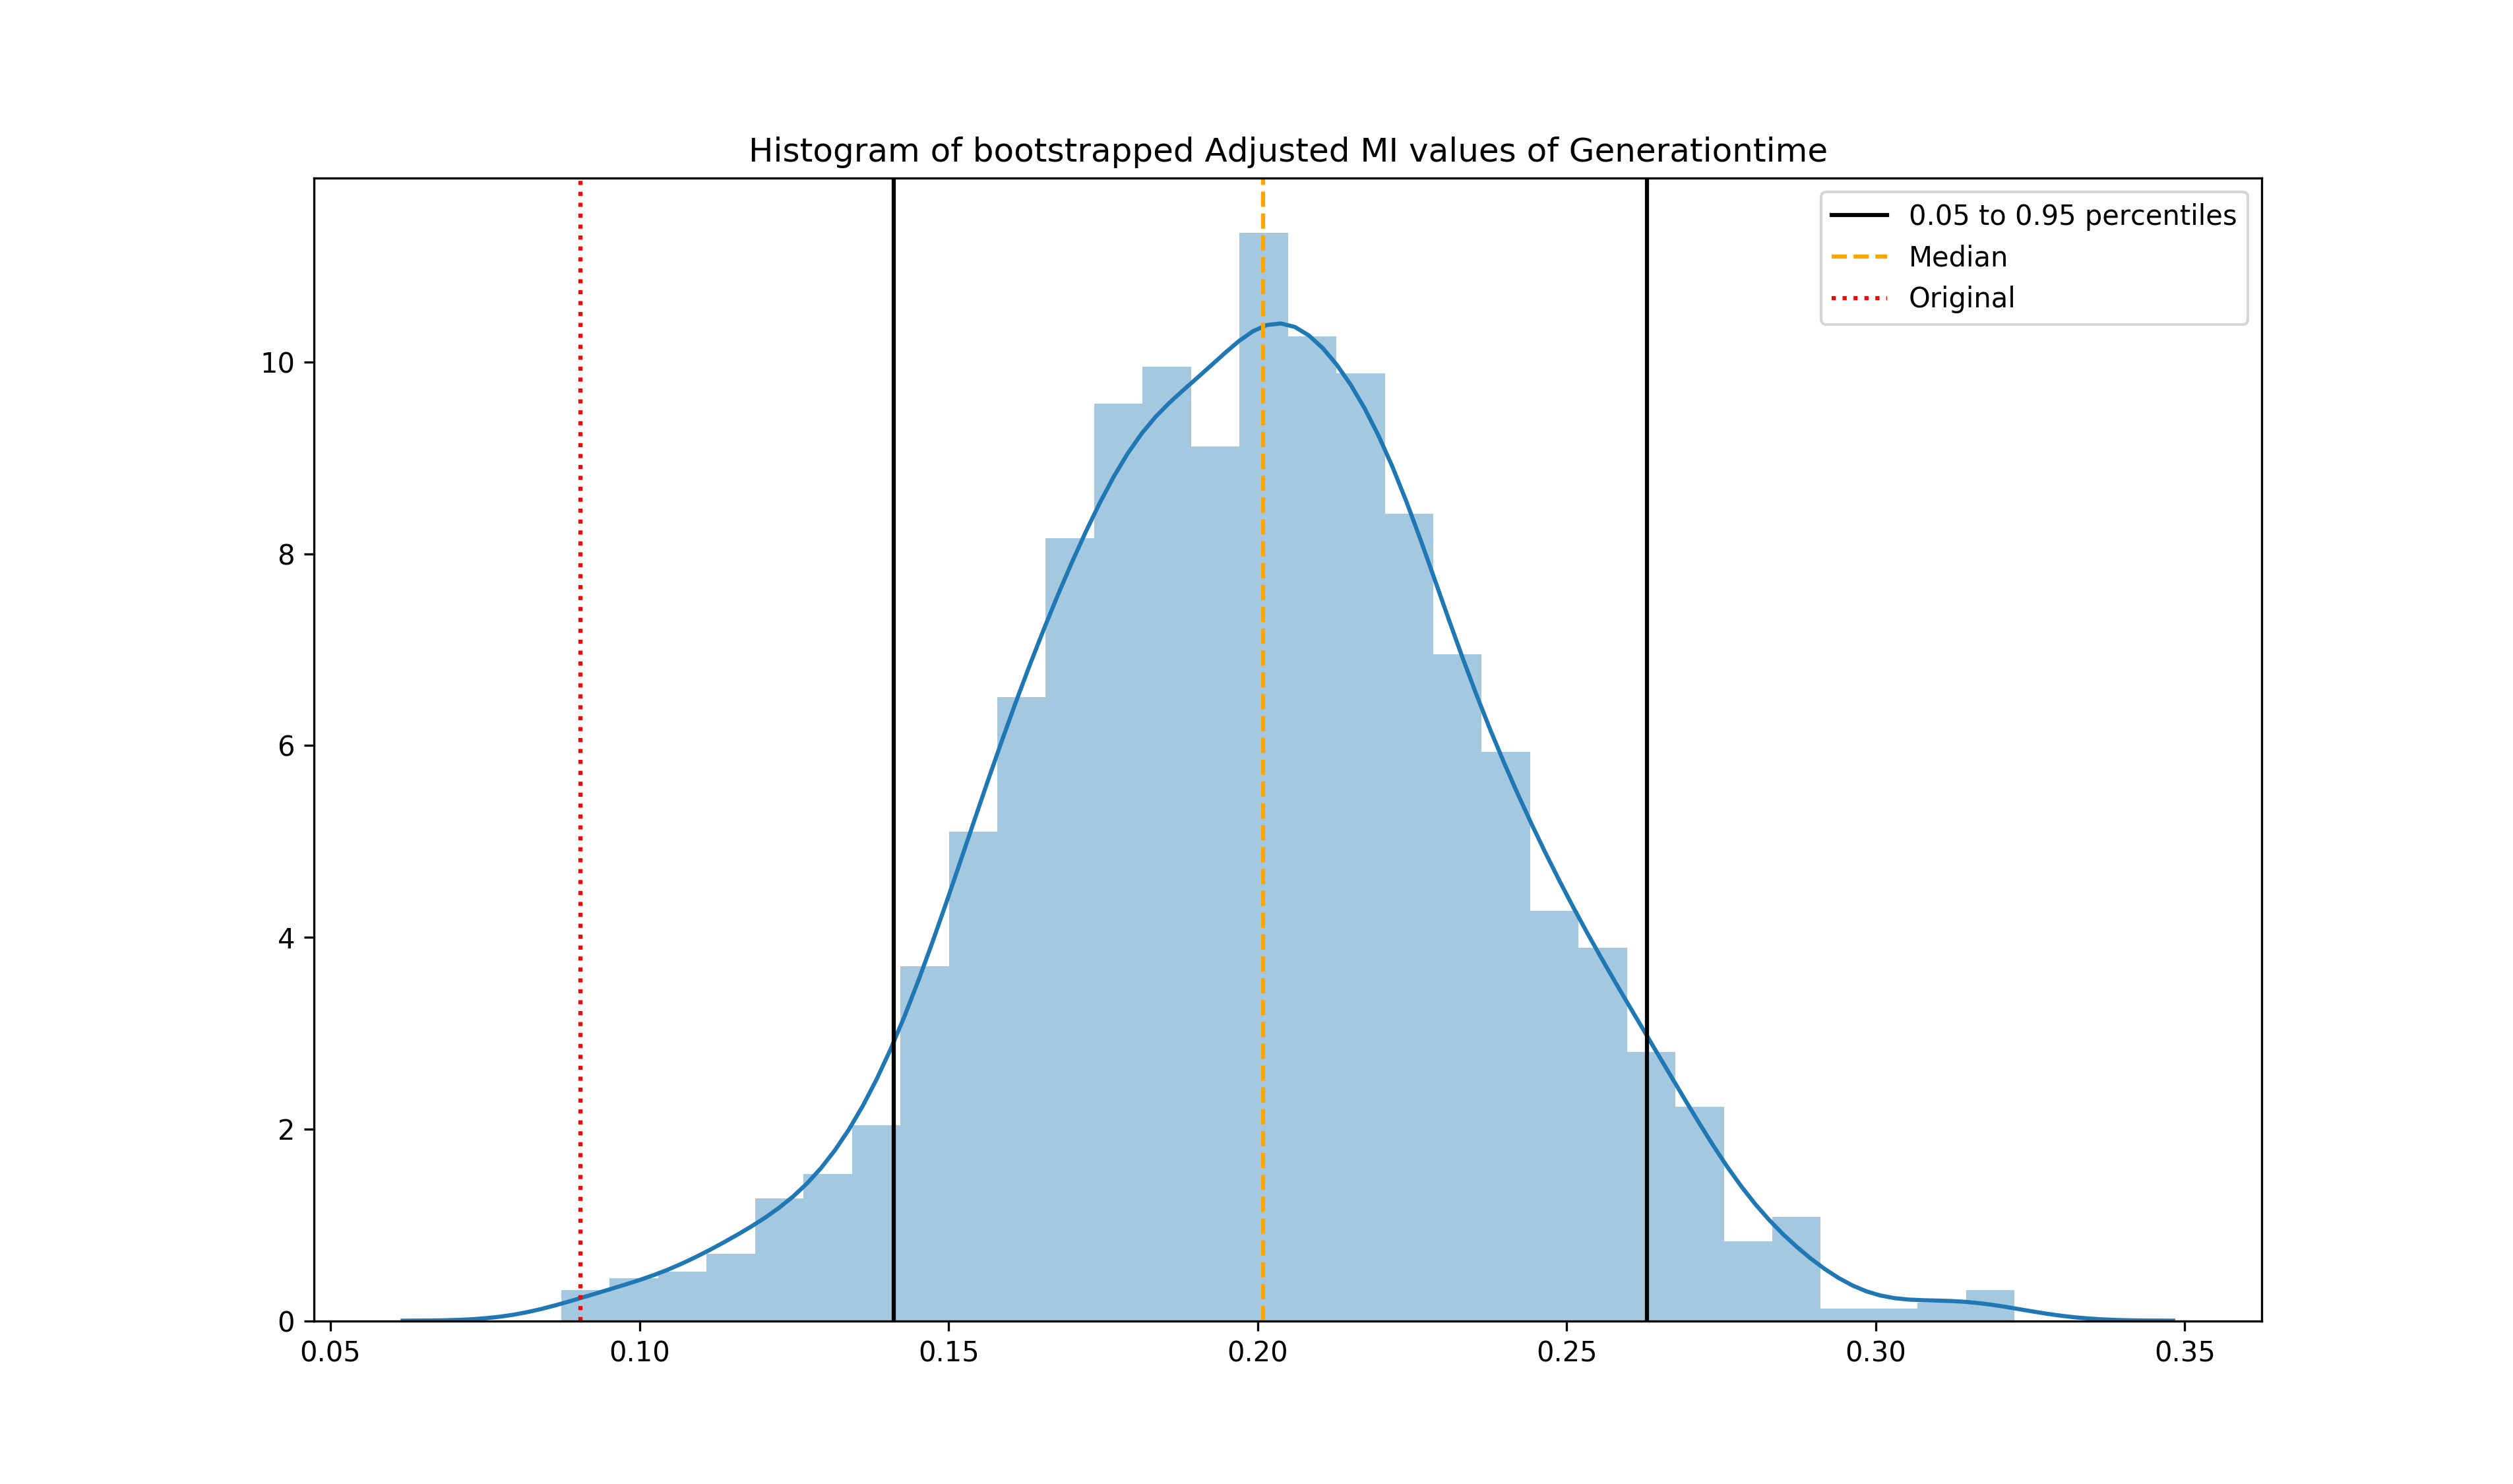 Histogram of bootstrapped Adjusted MI values of Generationtime
0.05 to 0.95 percentiles
Median
Original
10
8
6
4
2
0
0.05 0.10 0.15 0.20 0.25 0.30 0.35